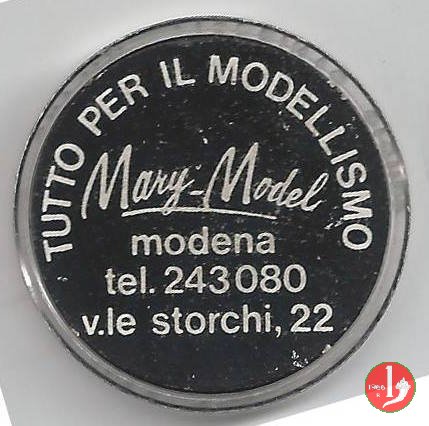 TUTTO PER IL MODELLISMO
Mary-Model
modena
tel. 243080
v.le storchi, 22